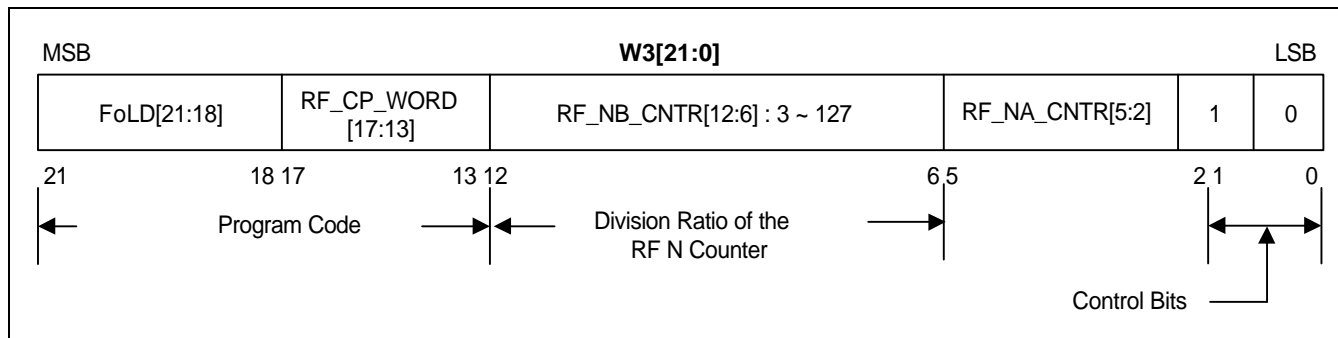 MSB W3[21:0] LSB
FoLD[21:18] RF_CP_WORD [17:13] RF_NB_CNTR[12:6] : 3 ~ 127 RF_NA_CNTR[5:2] 1 0
21 18 17 13 12 6 5 2 1 0
Program Code
Division Ratio of the
RF N Counter
Control Bits